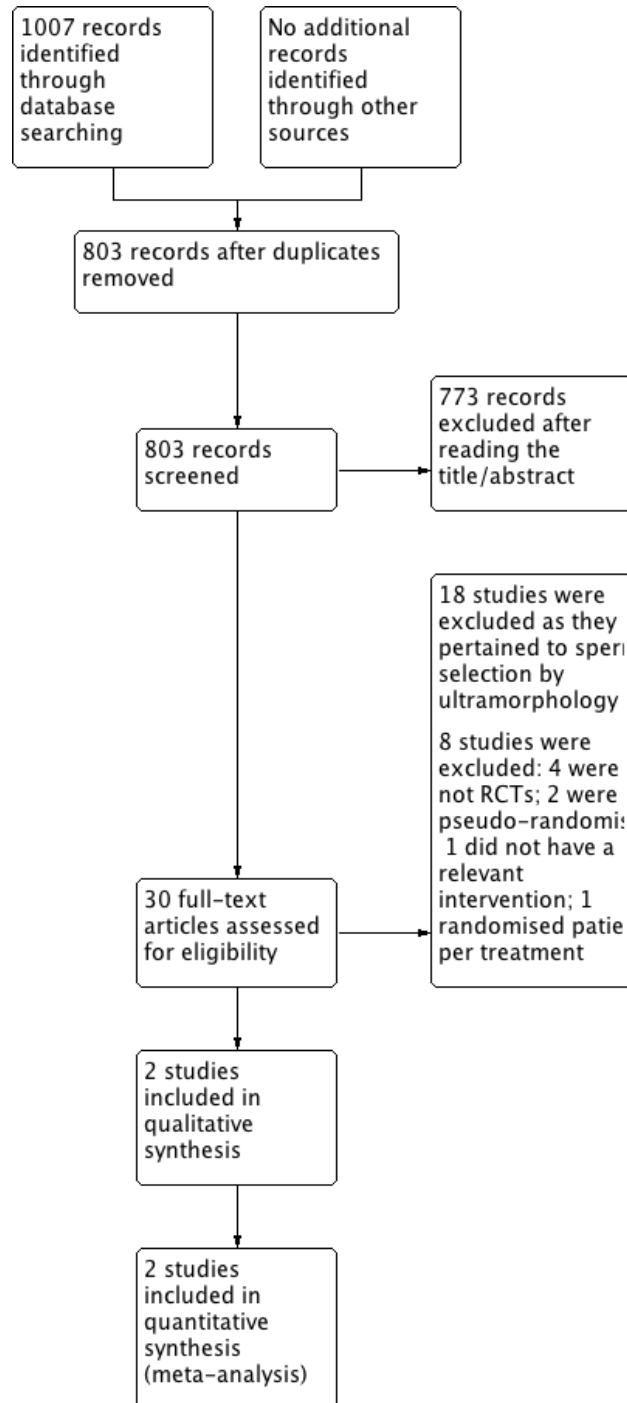 1007 records
identified
through
database
searching
No additional
records
identified
through other
sources
803 records after duplicates
removed
803 records
screened
773 records
excluded after
reading the
title/abstract
18 studies were
excluded as they
pertained to
selection by
ultramorphology
8 studies were
excluded: 4 were
not RCTs; 2 were
1 did not have a
relevant
intervention; 1
randomised
per treatment
30 full-text
articles assessed
for eligibility
2 studies
included in
qualitative
synthesis
2 studies
included in
quantitative
synthesis
(meta-analysis)